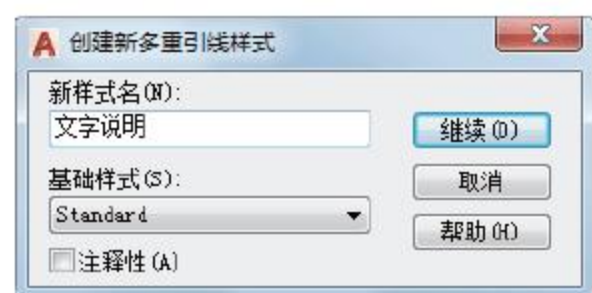 创建新多重引线样式
新样式名(N):
文字说明
继续(O)
基础样式(S):
取消
Standard
帮助(H)
注释性(A)